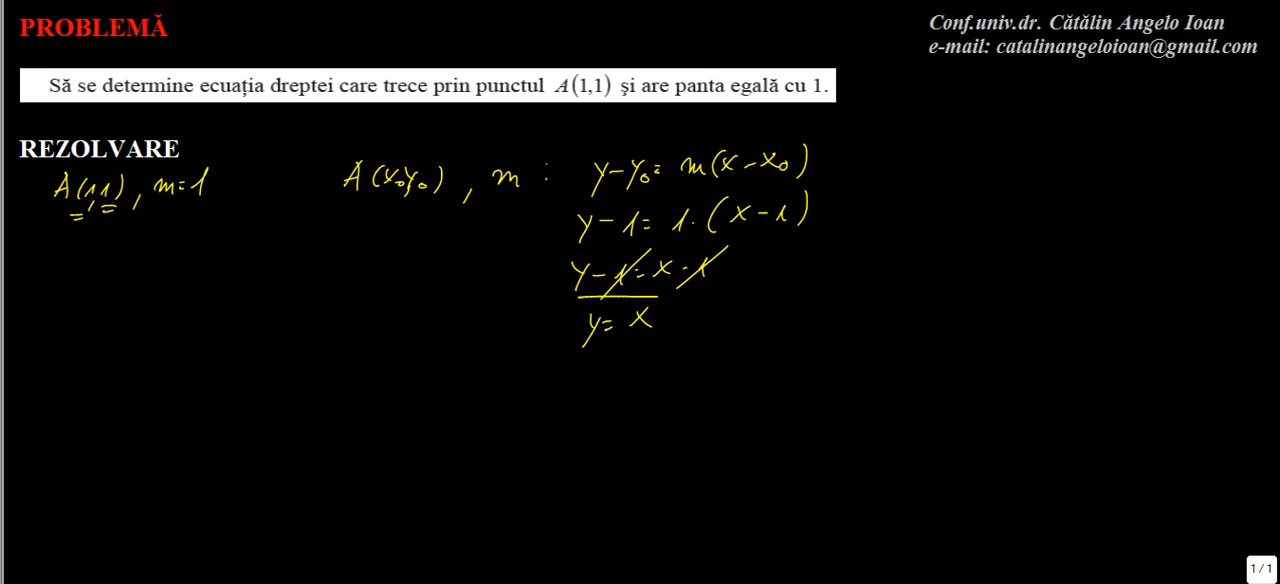 PROBLEMĂ
Conf.univ.dr. Cătălin Angelo Ioan
e-mail: catalinangeloioan@gmail.com
Să se determine ecuația dreptei care trece prin punctul A(1,1) și are panta egală cu 1.
REZOLVARE
A(1,1), m=1
A(x₀,y₀), m : y-y₀= m(x-x₀)
y-1= 1·(x-1)
y-1=x-1
y= x
1/1